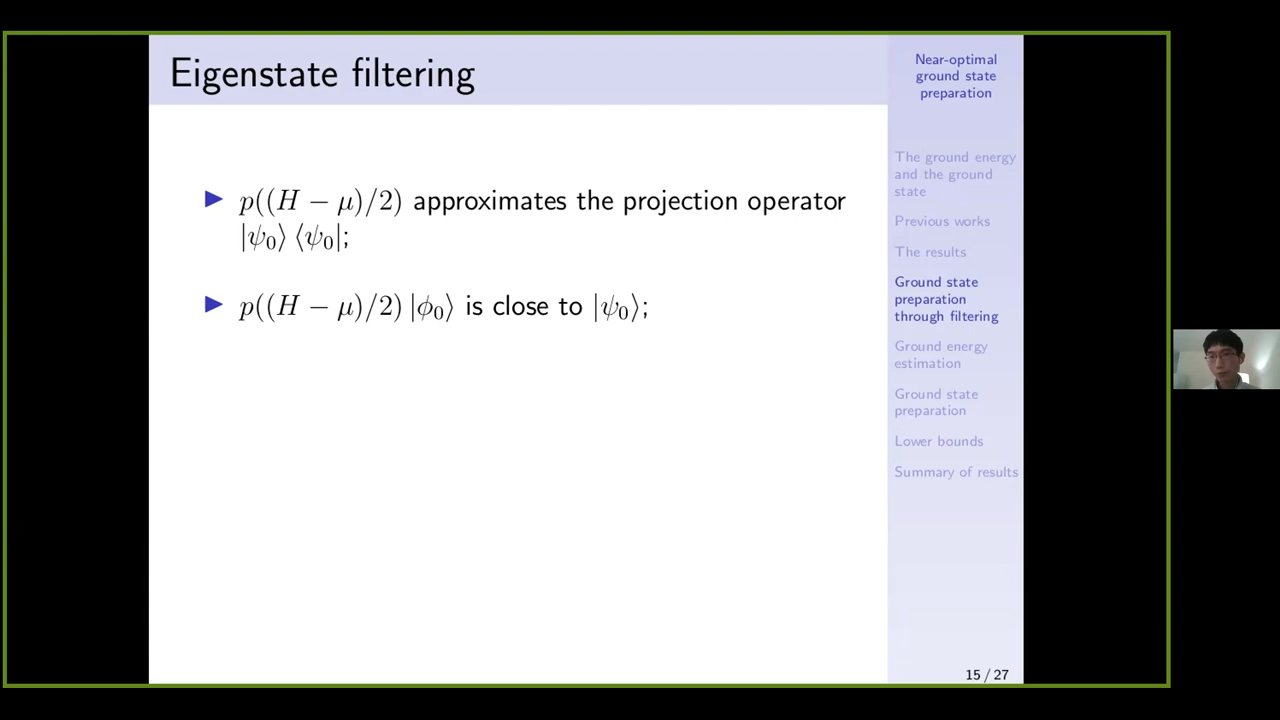 Eigenstate filtering
▶ p((H − μ)/2) approximates the projection operator
|ψ₀⟩ ⟨ψ₀|;
▶ p((H − μ)/2) |ϕ₀⟩ is close to |ψ₀⟩;
Near-optimal
ground state
preparation
The ground energy
and the ground
state
Previous works
The results
Ground state
preparation
through filtering
Ground energy
estimation
Ground state
preparation
Lower bounds
Summary of results
15 / 27